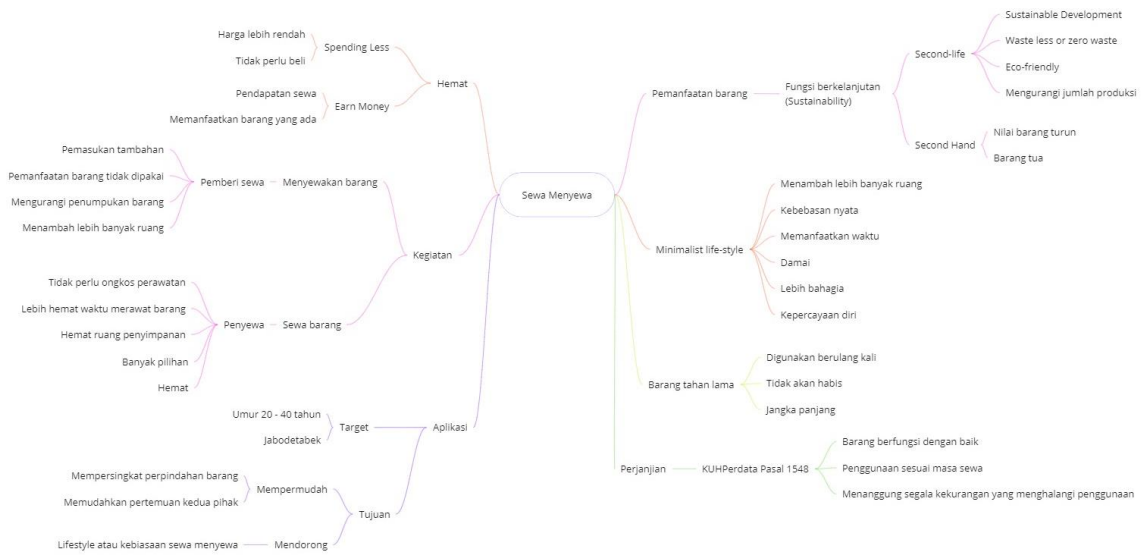 Sewa Menyewa
Hemat
Spending Less
Harga lebih rendah
Tidak perlu beli
Earn Money
Pendapatan sewa
Memanfaatkan barang yang ada
Kegiatan
Menyewakan barang
Pemberi sewa
Pemasukan tambahan
Pemanfaatan barang tidak dipakai
Mengurangi penumpukan barang
Menambah lebih banyak ruang
Sewa barang
Penyewa
Tidak perlu ongkos perawatan
Lebih hemat waktu merawat barang
Hemat ruang penyimpanan
Banyak pilihan
Hemat
Aplikasi
Target
Umur 20 - 40 tahun
Jabodetabek
Tujuan
Mempermudah
Mempersingkat perpindahan barang
Memudahkan pertemuan kedua pihak
Mendorong
Lifestyle atau kebiasaan sewa menyewa
Pemanfaatan barang
Fungsi berkelanjutan
(Sustainability)
Second-life
Sustainable Development
Waste less or zero waste
Eco-friendly
Mengurangi jumlah produksi
Second Hand
Nilai barang turun
Barang tua
Minimalist life-style
Menambah lebih banyak ruang
Kebebasan nyata
Memanfaatkan waktu
Damai
Lebih bahagia
Kepercayaan diri
Barang tahan lama
Digunakan berulang kali
Tidak akan habis
Jangka panjang
Perjanjian
KUHPerdata Pasal 1548
Barang berfungsi dengan baik
Penggunaan sesuai masa sewa
Menanggung segala kekurangan yang menghalangi penggunaan